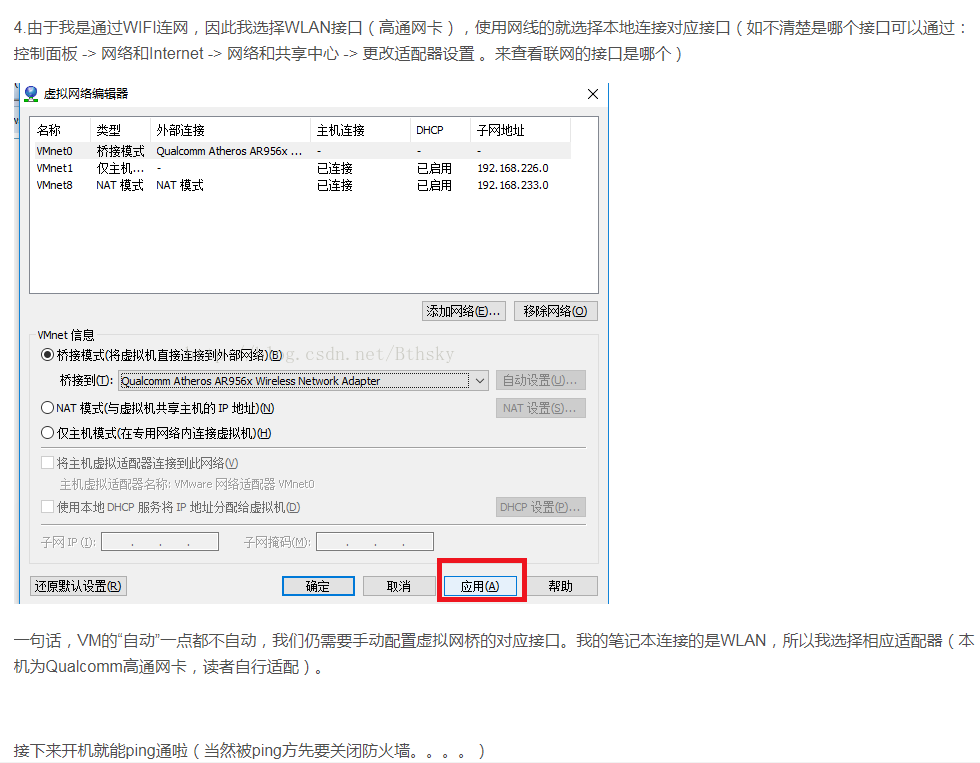 4.由于我是通过WIFI连网，因此我选择WLAN接口（高通网卡），使用网线的就选择本地连接对应接口（如不清楚是哪个接口可以通过：
控制面板 -> 网络和Internet -> 网络和共享中心 -> 更改适配器设置 。来查看联网的接口是哪个）
虚拟网络编辑器
名称 类型 外部连接 主机连接 DHCP 子网地址
VMnet0 桥接模式 Qualcomm Atheros AR956x ... - - -
VMnet1 仅主机... - 已连接 已启用 192.168.226.0
VMnet8 NAT 模式 NAT 模式 已连接 已启用 192.168.233.0
添加网络(E)... 移除网络(O)
VMnet 信息
桥接模式(将虚拟机直接连接到外部网络)(B)
log.csdn.net/Bthsky
桥接到(T): Qualcomm Atheros AR956x Wireless Network Adapter 自动设置(U)...
NAT 模式(与虚拟机共享主机的 IP 地址)(N) NAT 设置(S)...
仅主机模式(在专用网络内连接虚拟机)(H)
将主机虚拟适配器连接到此网络(V)
主机虚拟适配器名称: VMware 网络适配器 VMnet0
使用本地 DHCP 服务将 IP 地址分配给虚拟机(D) DHCP 设置(P)...
子网 IP (I): . . . 子网掩码(M): . . .
还原默认设置(R) 确定 取消 应用(A) 帮助
一句话，VM的“自动”一点都不自动，我们仍需要手动配置虚拟网桥的对应接口。我的笔记本连接的是WLAN，所以我选择相应适配器（本
机为Qualcomm高通网卡，读者自行适配）。
接下来开机就能ping通啦（当然被ping方先要关闭防火墙。。。。）